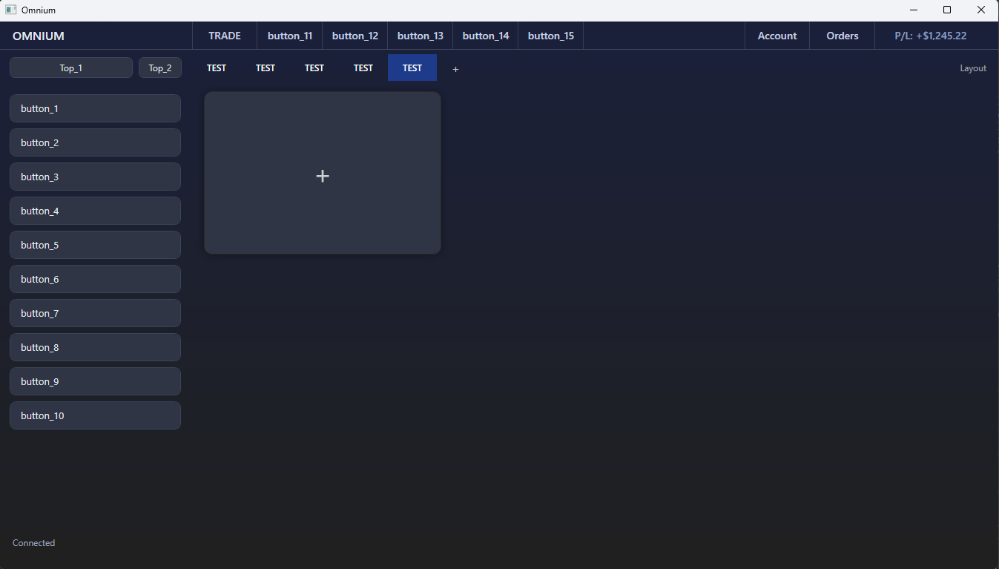 Omnium
OMNIUM TRADE button_11 button_12 button_13 button_14 button_15 Account Orders P/L: +$1,245.22
Top_1 Top_2 TEST TEST TEST TEST TEST + Layout
button_1
button_2
button_3
+
button_4
button_5
button_6
button_7
button_8
button_9
button_10
Connected